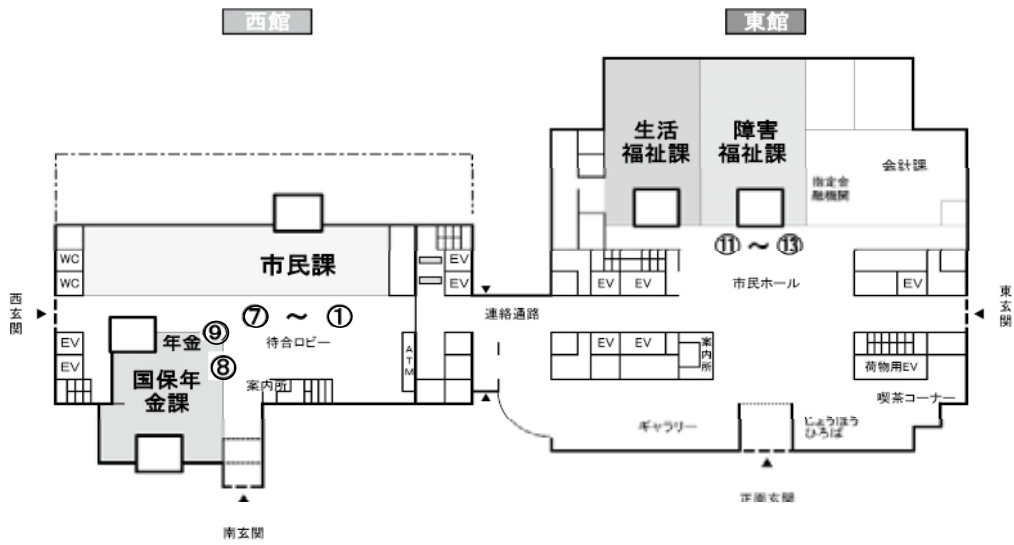 西館
東館
生活
福祉課
障害
福祉課
会計課
指定金
融機関
⑪ ～ ⑬
市民ホール
WC
WC
市民課
EV
EV
EV
EV
EV
西玄関
⑦ ～ ①
待合ロビー
連絡通路
東玄関
年金
⑨
⑧
EV
EV
国保年
金課
案内所
ATM
EV
EV
案内所
荷物用EV
喫茶コーナー
ギャラリー
じょうほう
ひろば
正面玄関
南玄関